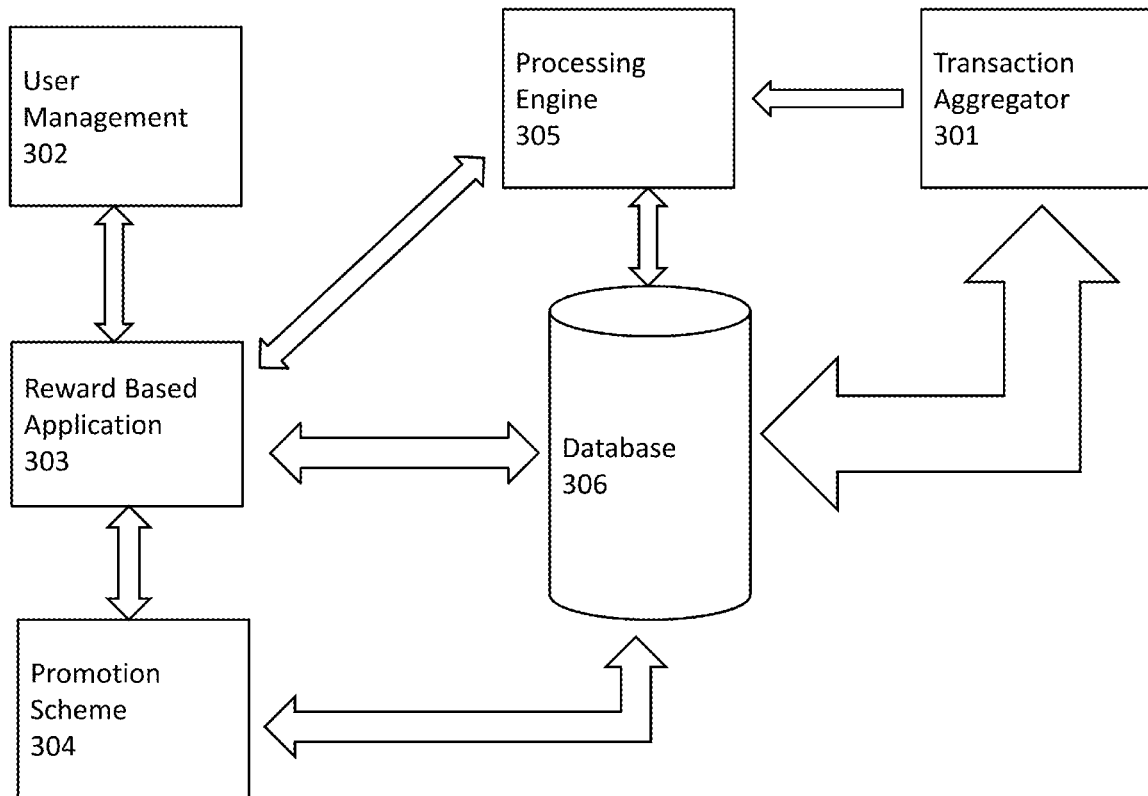 User
Management
302
Processing
Engine
305
Transaction
Aggregator
301
Reward Based
Application
303
Database
306
Promotion
Scheme
304